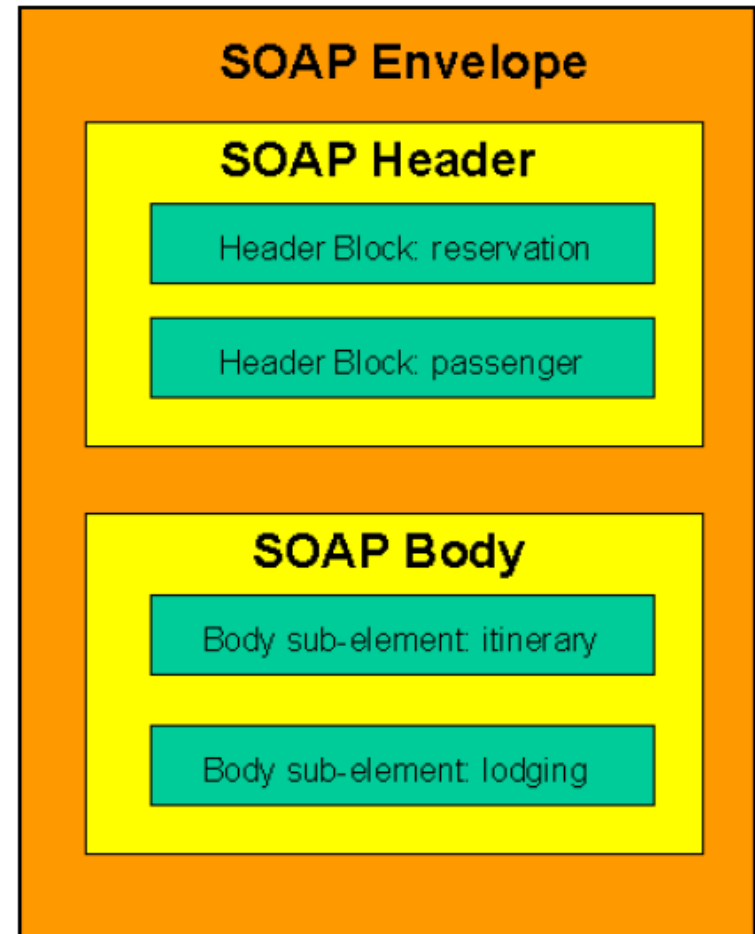 SOAP Envelope
SOAP Header
Header Block: reservation
Header Block: passenger
SOAP Body
Body sub-element: itinerary
Body sub-element: lodging